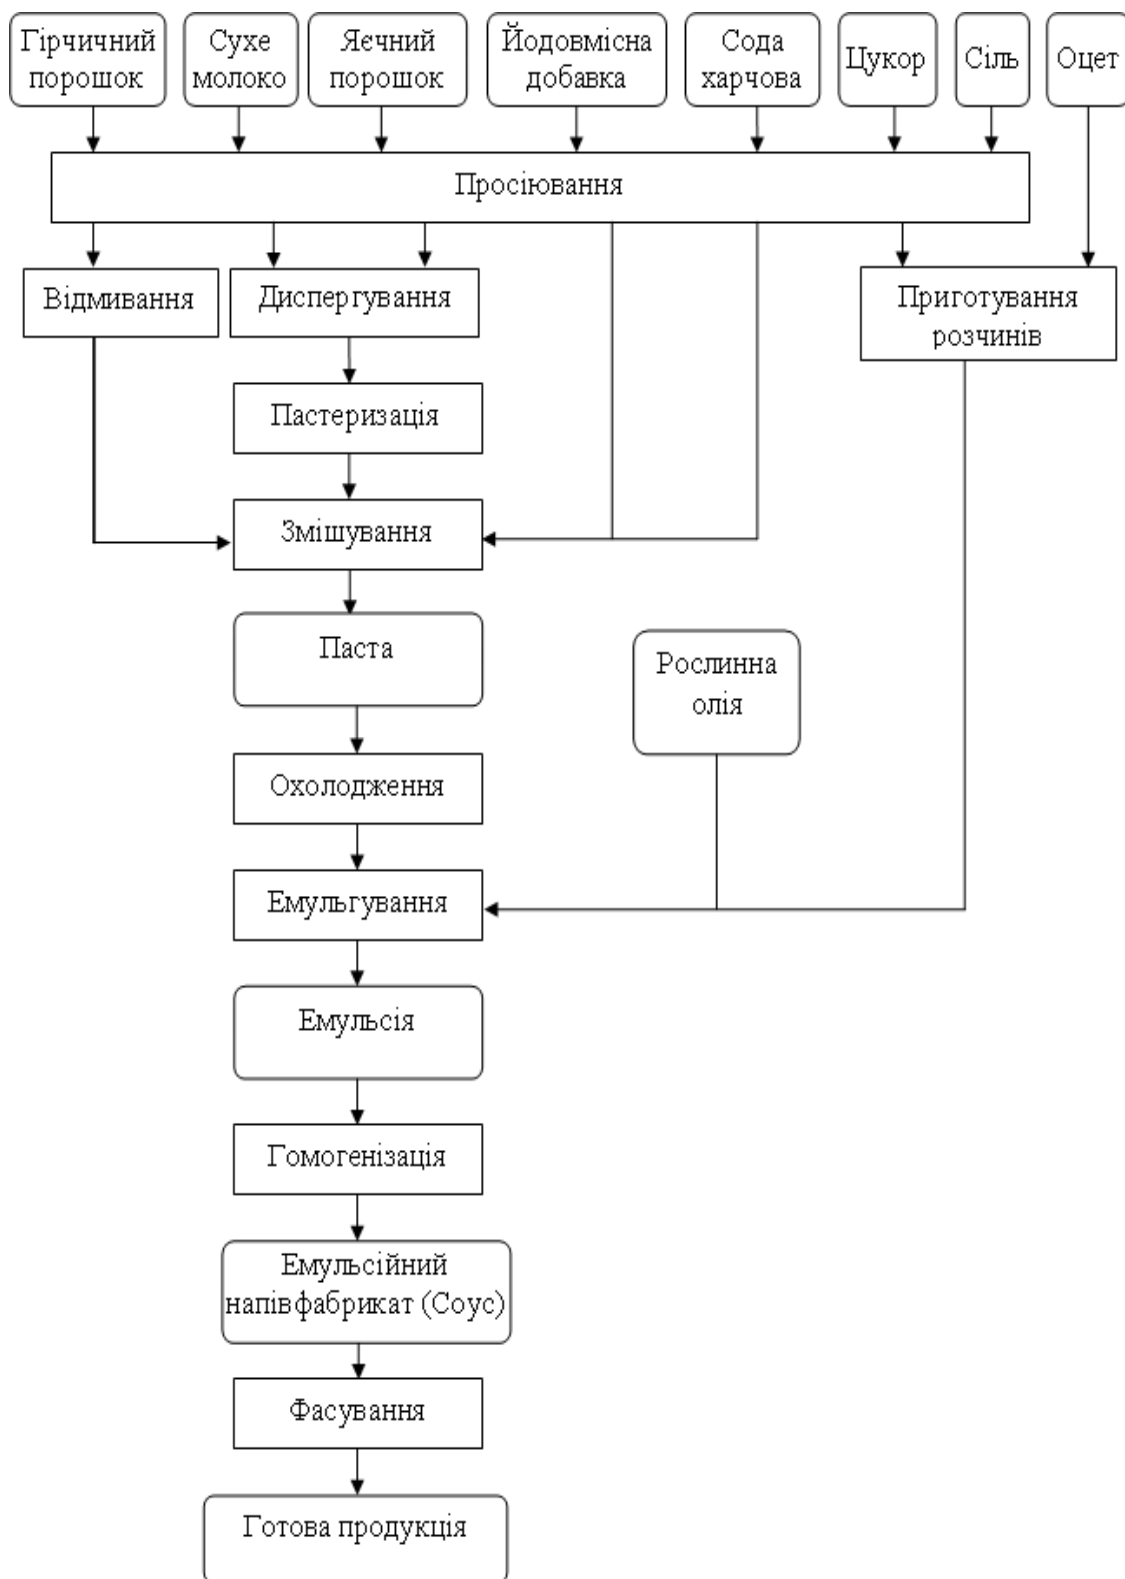 Гірчичний
порошок
Сухе
молоко
Яєчний
порошок
Йодовмісна
добавка
Сода
харчова
Цукор
Сіль
Оцет
Просіювання
Відмивання
Диспергування
Приготування
розчинів
Пастеризація
Змішування
Паста
Рослинна
олія
Охолодження
Емульгування
Емульсія
Гомогенізація
Емульсійний
напівфабрикат (Соус)
Фасування
Готова продукція